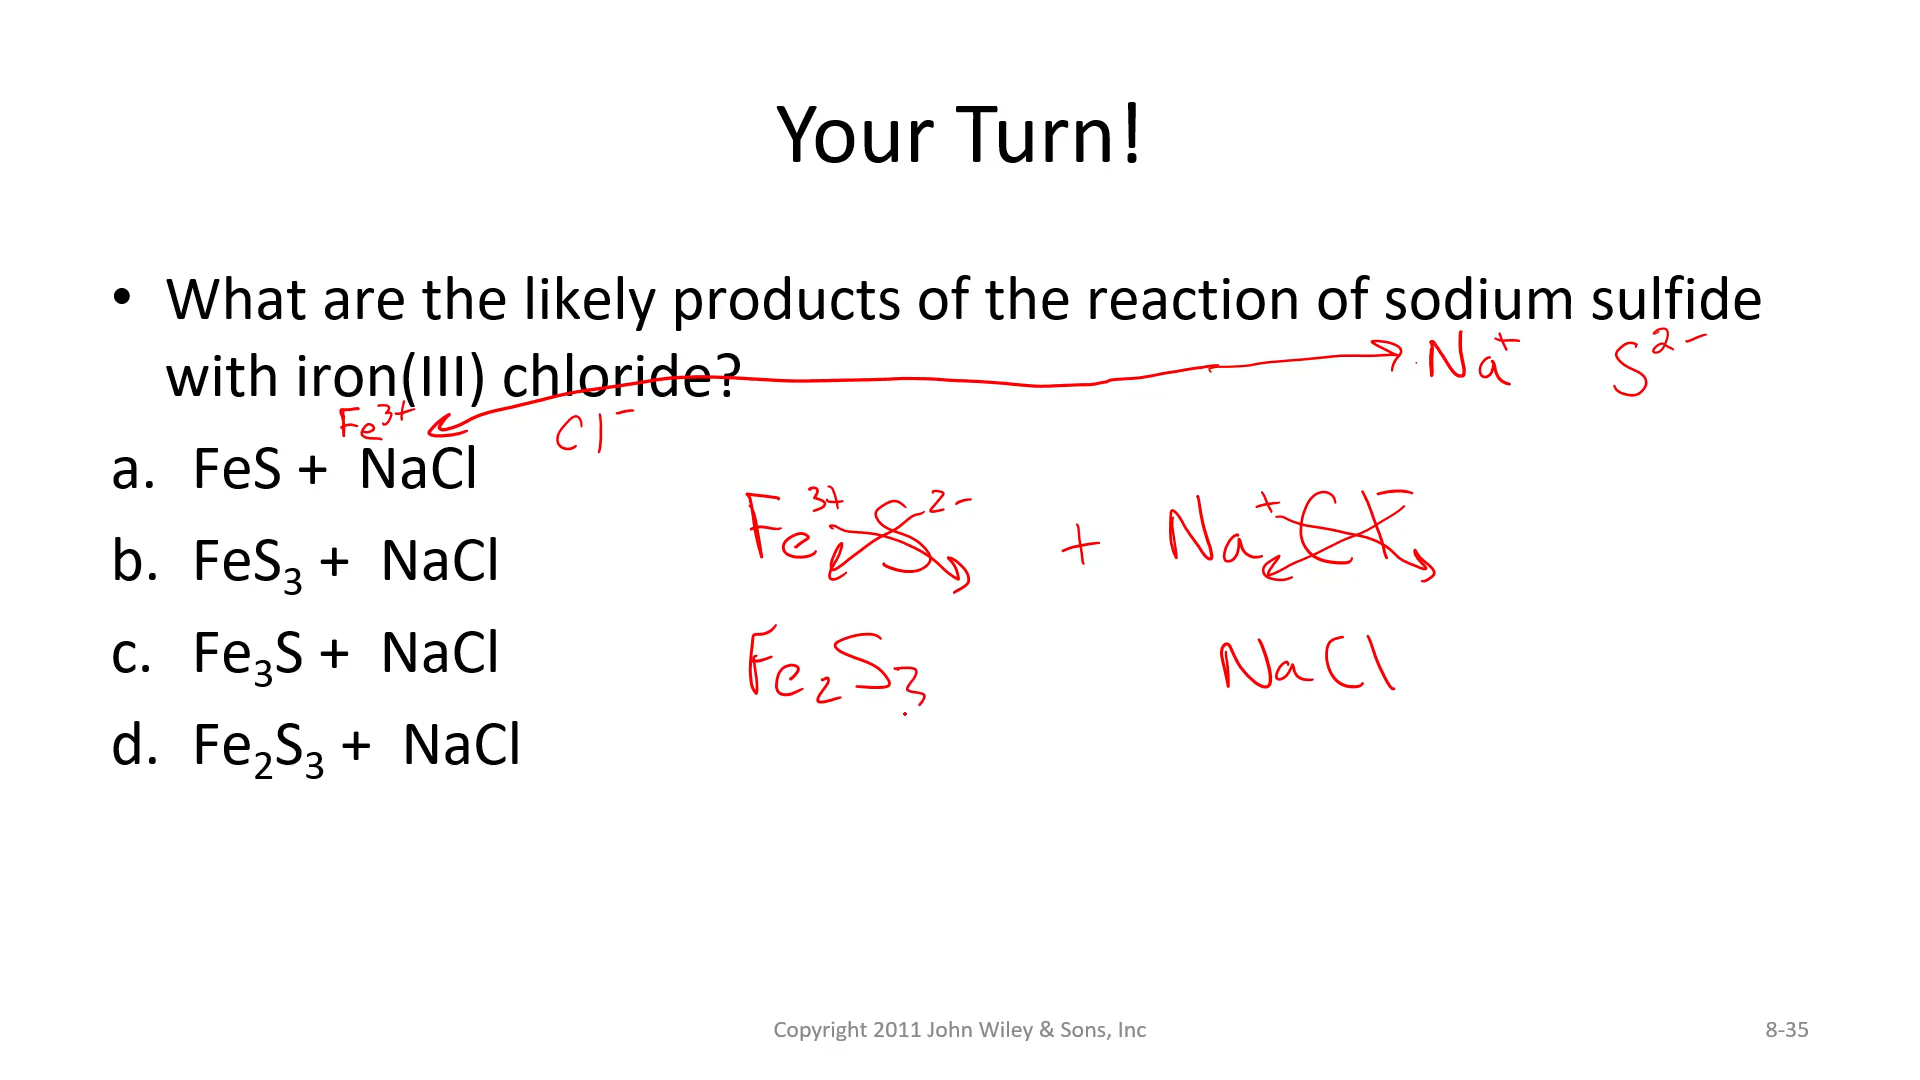 Your Turn!
• What are the likely products of the reaction of sodium sulfide
with iron(III) chloride?
Na⁺ S²⁻
Fe³⁺ Cl⁻
a. FeS + NaCl
Fe³⁺ S²⁻ + Na⁺ Cl⁻
b. FeS₃ + NaCl
c. Fe₃S + NaCl
Fe₂S₃ NaCl
d. Fe₂S₃ + NaCl
Copyright 2011 John Wiley & Sons, Inc
8-35